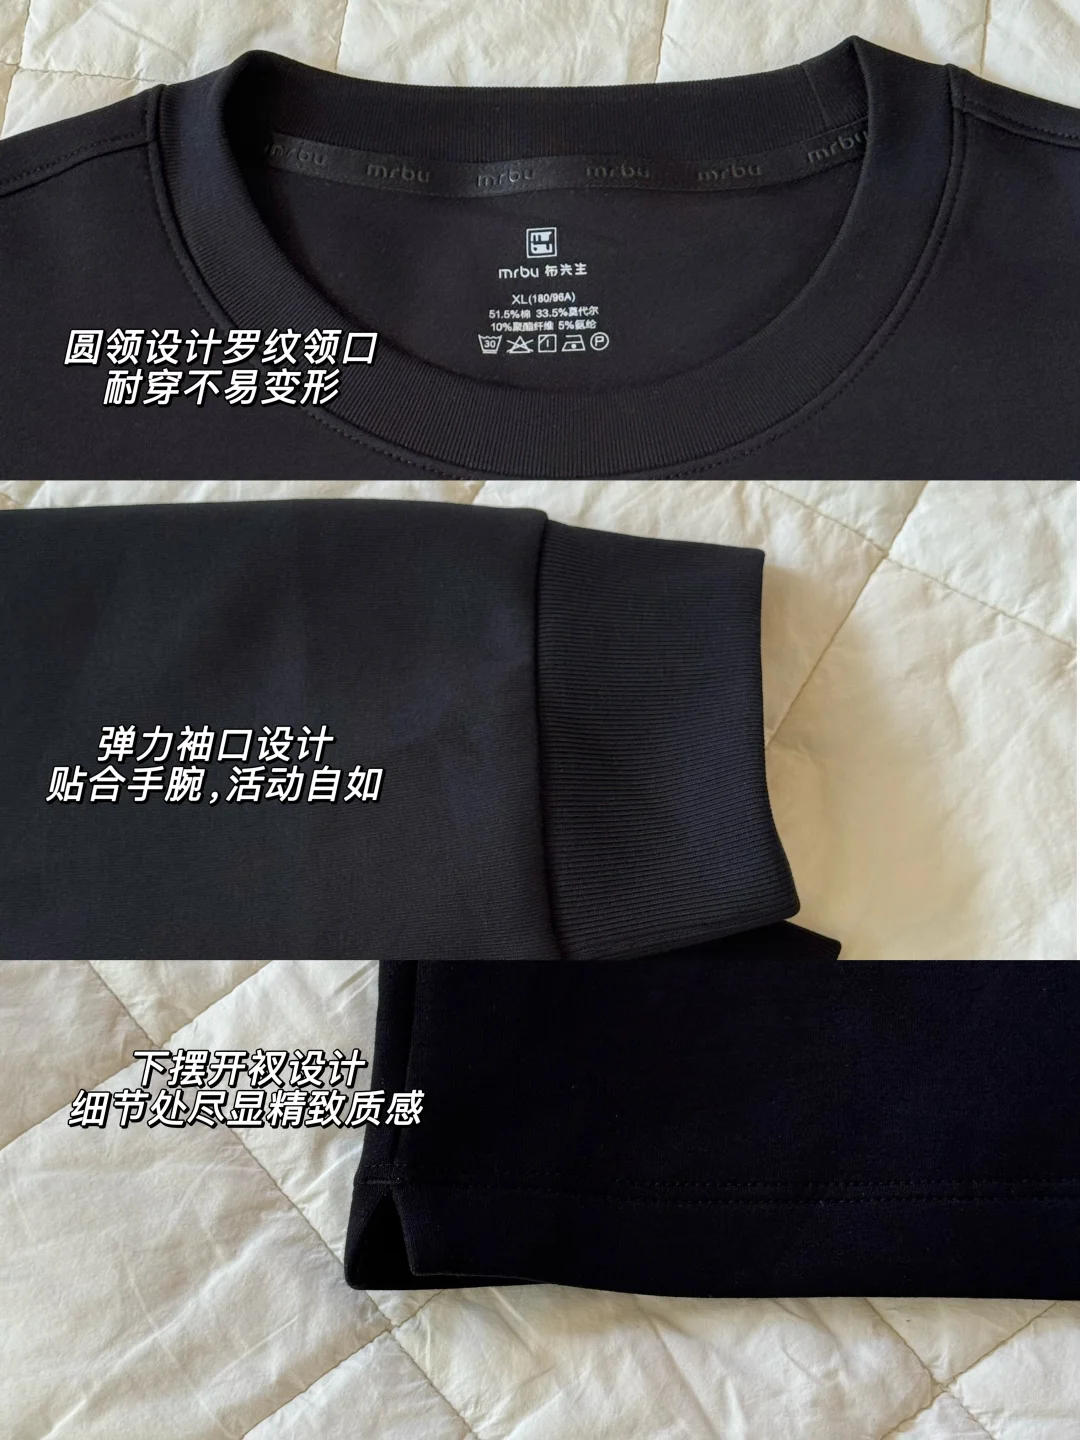 mrbu mrbu mrbu mrbu mrbu mrbu
mrbu 布先生
XL(180/96A)
51.5%棉 33.5%莫代尔
10%聚酯纤维 5%氨纶
30
P
圆领设计罗纹领口
耐穿不易变形
弹力袖口设计
贴合手腕,活动自如
下摆开衩设计
细节处尽显精致质感